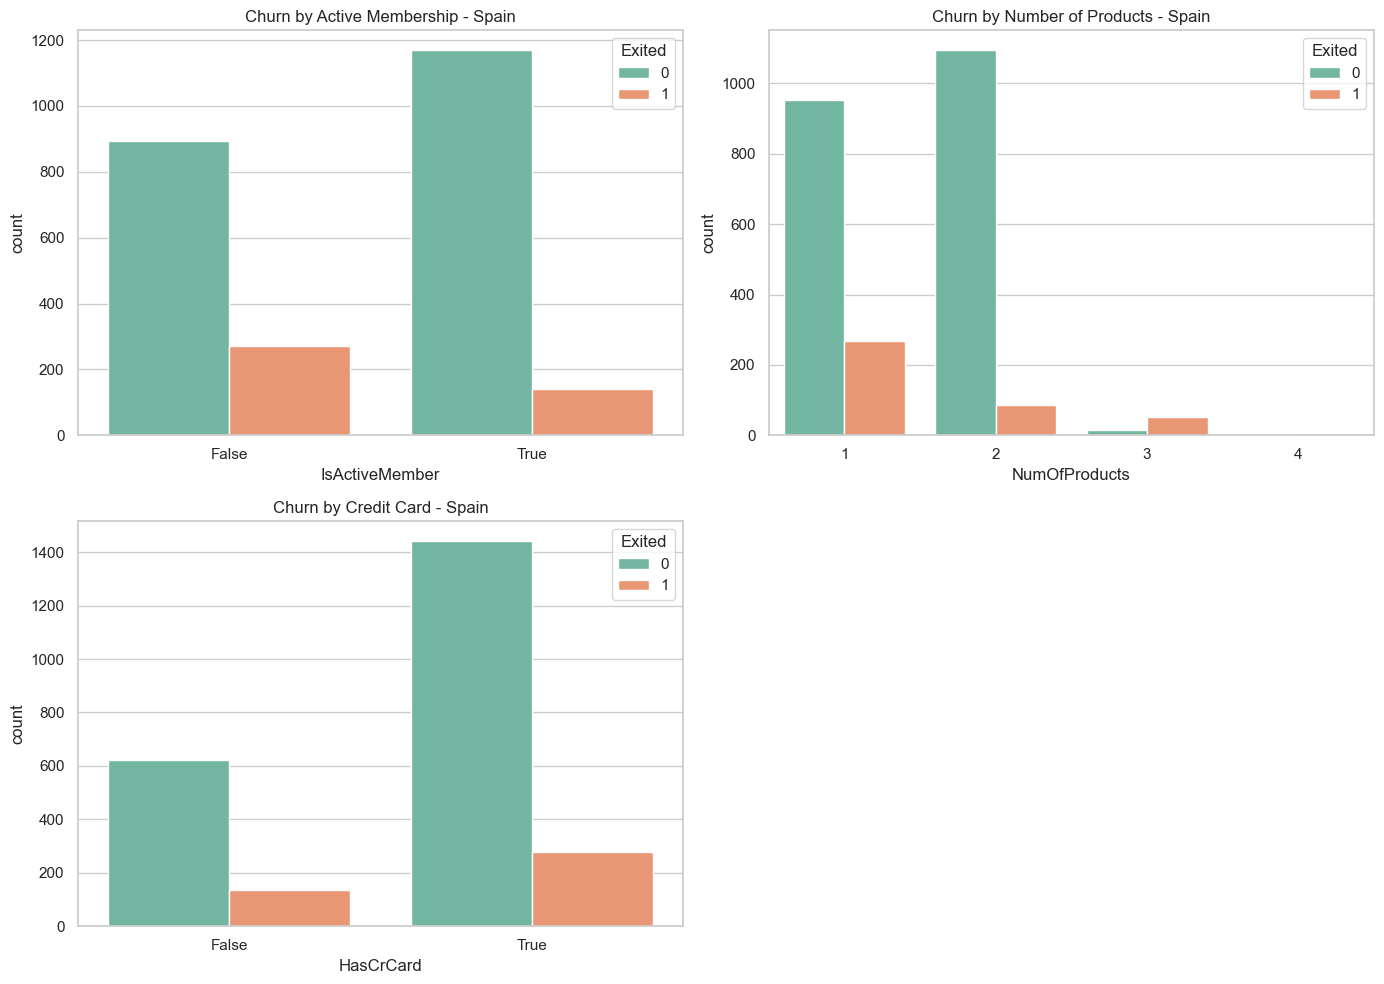 Churn by Active Membership - Spain
Exited
0
1
1200
1000
800
600
400
200
0
count
False
True
IsActiveMember
Churn by Number of Products - Spain
Exited
0
1
1000
800
600
400
200
0
count
1
2
3
4
NumOfProducts
Churn by Credit Card - Spain
Exited
0
1
1400
1200
1000
800
600
400
200
0
count
False
True
HasCrCard